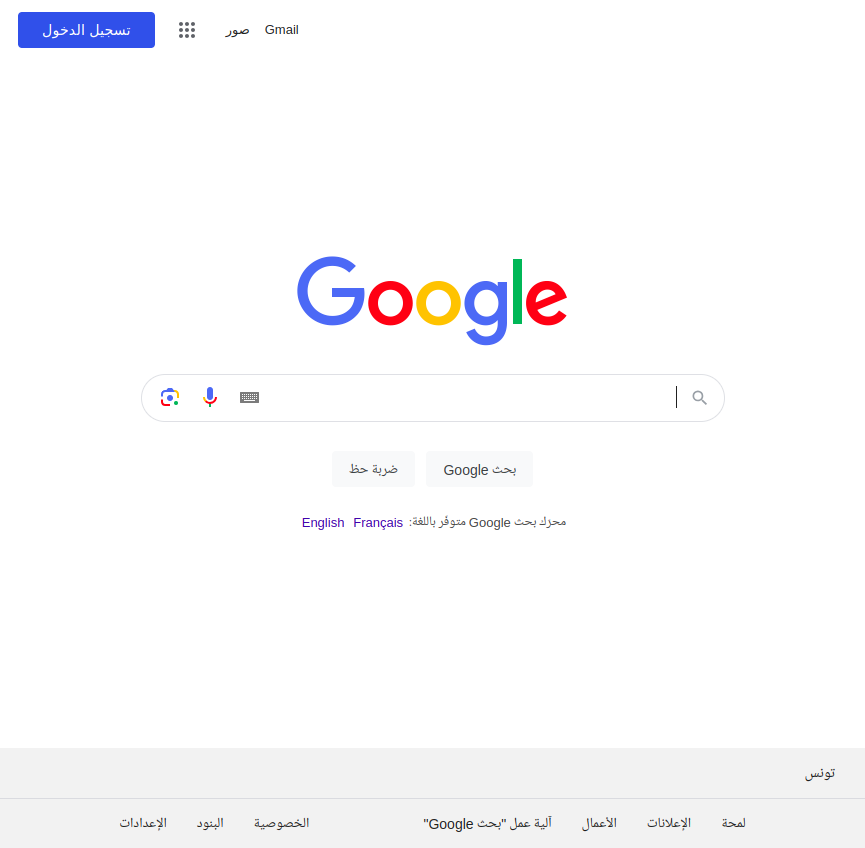 Gmail صور تسجيل الدخول
Google
بحث Google ضربة حظ
محرك بحث Google متوفّر باللغة: Français English
تونس
لمحة الإعلانات الأعمال آلية عمل "بحث Google" الخصوصية البنود الإعدادات